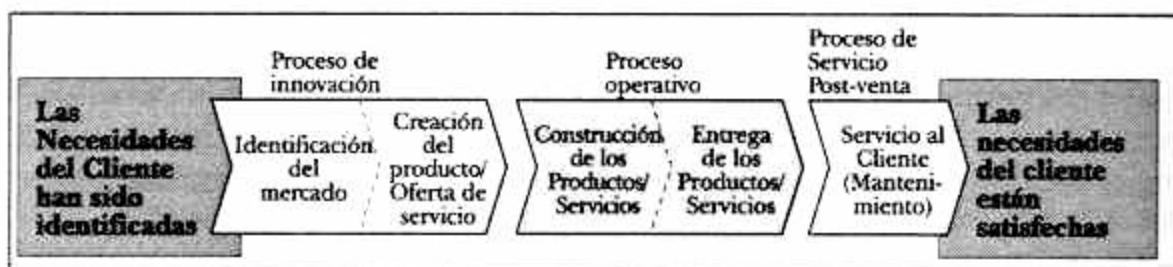 Las
Necesidades
del Cliente
han sido
identificadas
Proceso de
innovación
Identificación
del
mercado
Creación
del
producto/
Oferta de
servicio
Proceso
operativo
Construcción
de los
Productos/
Servicios
Entrega
de los
Productos/
Servicios
Proceso de
Servicio
Post-venta
Servicio al
Cliente
(Manteni-
miento)
Las
necesidades
del cliente
están
satisfechas